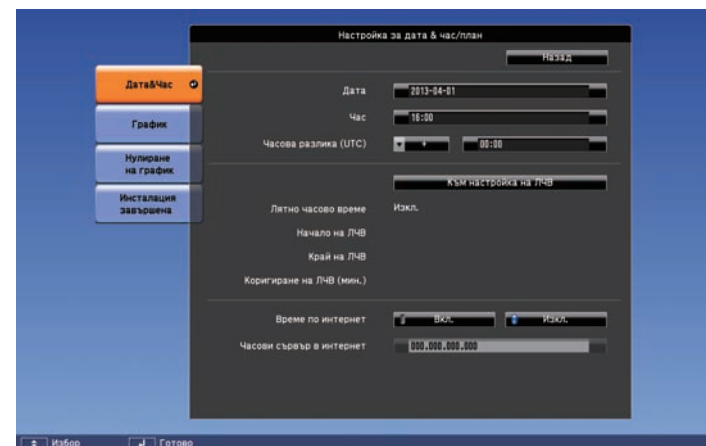 Настройка за дата & час/план
Назад
Дата&Час
График
Нулиране
на график
Инсталация
завършена
Дата 2013-04-01
Час 16:00
Часова разлика (UTC) + 00:00
Към настройка на ЛЧВ
Лятно часово време Изкл.
Начало на ЛЧВ
Край на ЛЧВ
Коригиране на ЛЧВ (мин.)
Време по интернет Вкл. Изкл.
Часови сървър в интернет 000.000.000.000
Избор Готово